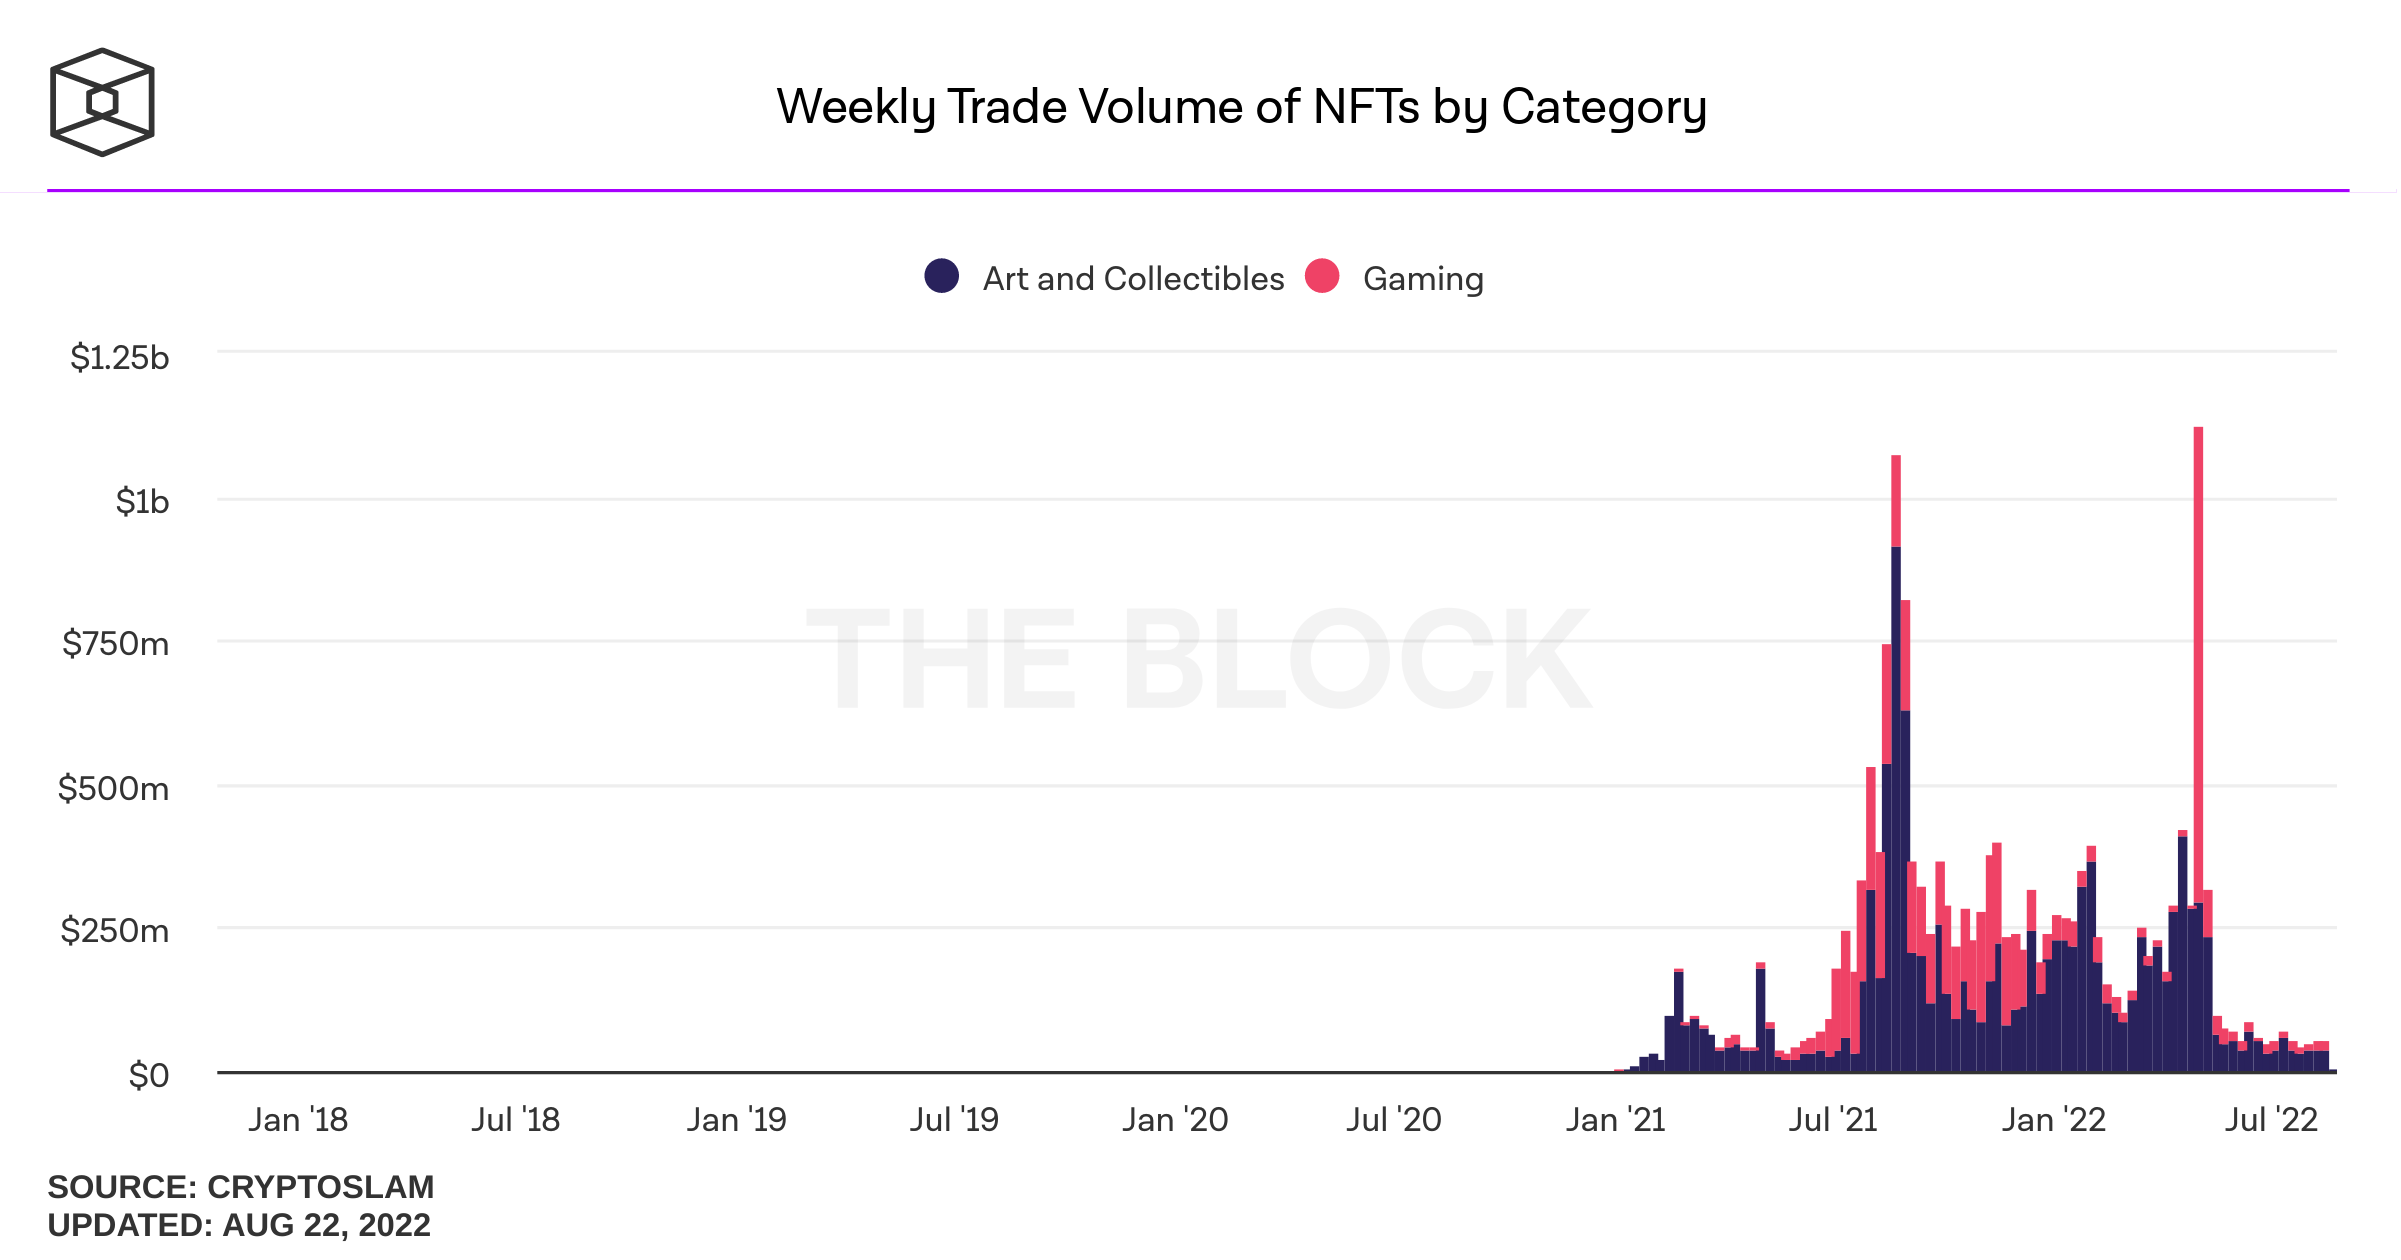 Weekly Trade Volume of NFTs by Category
Art and Collectibles Gaming
$1.25b
$1b
$750m
$500m
$250m
$0
THE BLOCK
Jan '18 Jul '18 Jan '19 Jul '19 Jan '20 Jul '20 Jan '21 Jul '21 Jan '22 Jul '22
SOURCE: CRYPTOSLAM
UPDATED: AUG 22, 2022